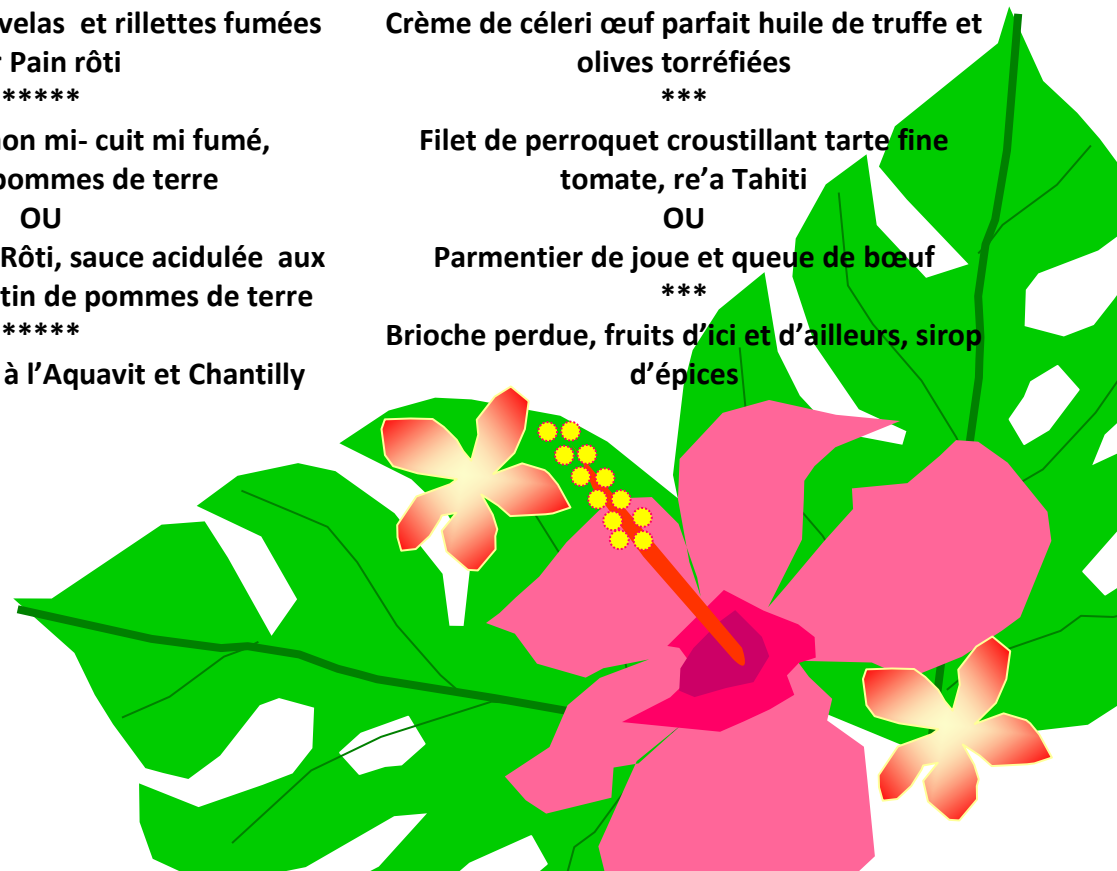 velas et rillettes fumées
Pain rôti
*****
on mi- cuit mi fumé,
pommes de terre
OU
Rôti, sauce acidulée aux
tin de pommes de terre
*****
à l’Aquavit et Chantilly
Crème de céleri œuf parfait huile de truffe et
olives torréfiées
***
Filet de perroquet croustillant tarte fine
tomate, re’a Tahiti
OU
Parmentier de joue et queue de bœuf
***
Brioche perdue, fruits d’ici et d’ailleurs, sirop
d’épices